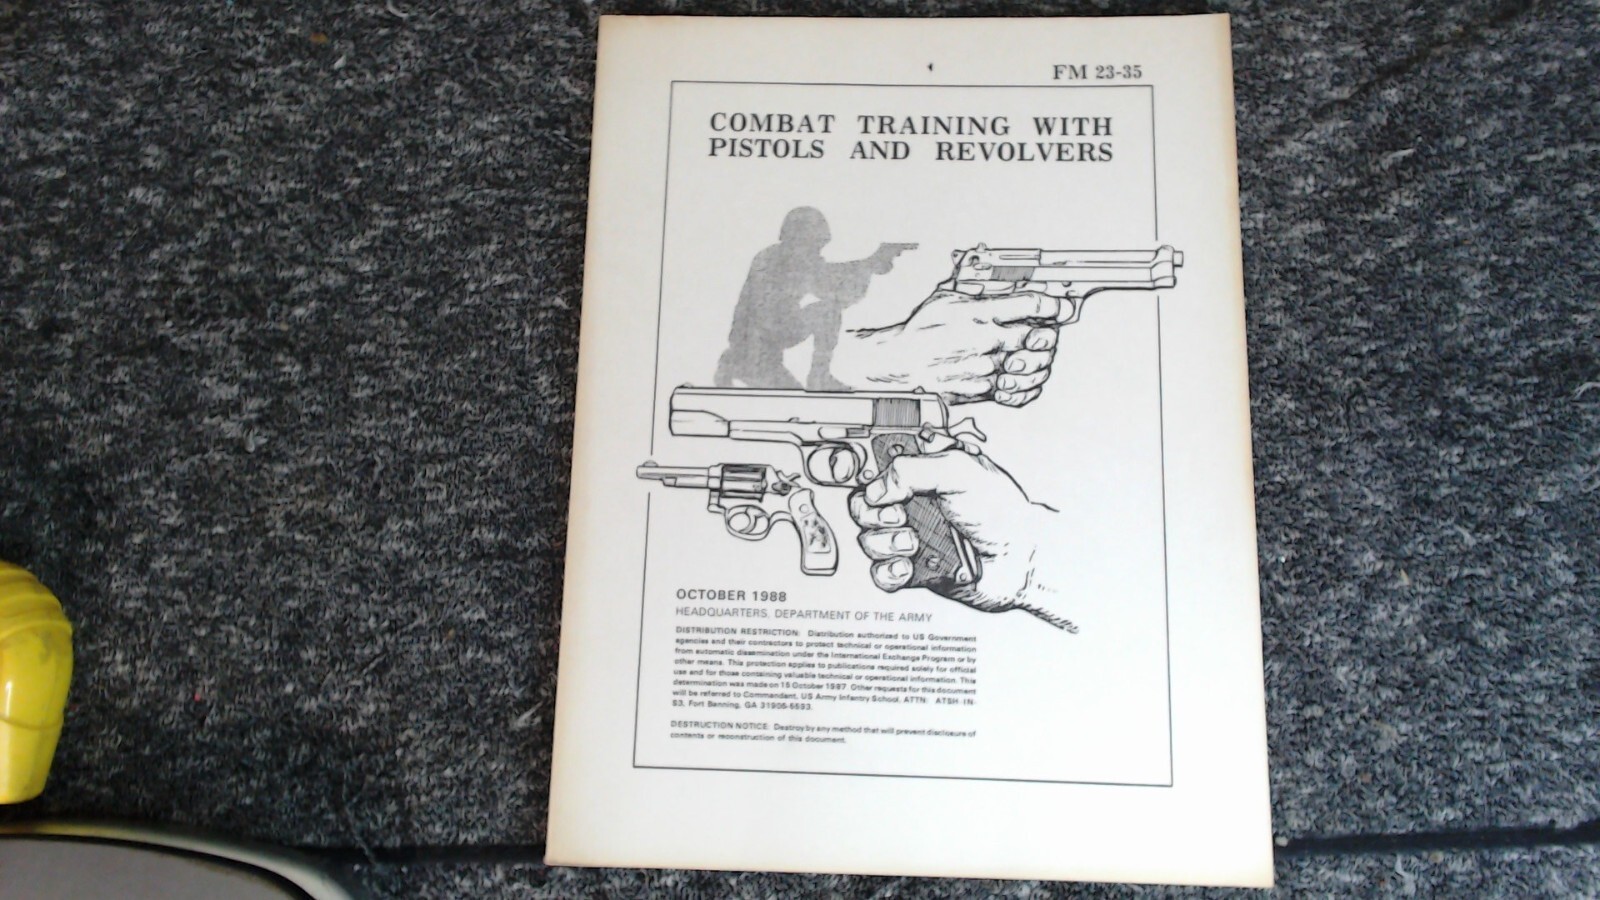 FM 23-35
COMBAT TRAINING WITH
PISTOLS AND REVOLVERS
OCTOBER 1988
HEADQUARTERS, DEPARTMENT OF THE ARMY
DISTRIBUTION RESTRICTION: Distribution authorized to US Government
agencies and their contractors to protect technical or operational information
from automatic dissemination under the International Exchange Program or by
other means. This protection applies to publications required solely for official
use and for those containing valuable technical or operational information. This
determination was made on 15 October 1987. Other requests for this document
will be referred to Commandant, US Army Infantry School, ATTN: ATSH-IN-
S3, Fort Benning, GA 31905-5593.
DESTRUCTION NOTICE: Destroy by any method that will prevent disclosure of
contents or reconstruction of this document.